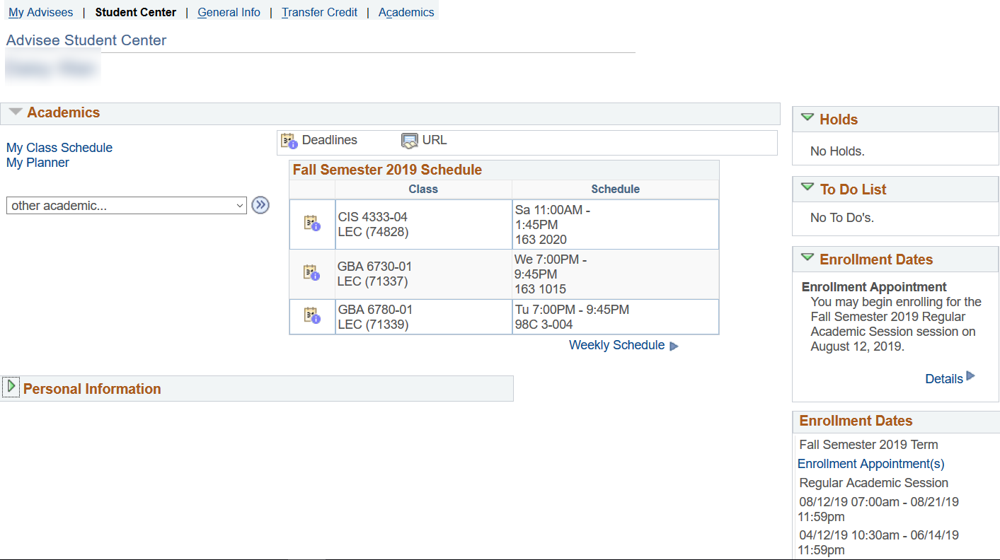 My Advisees | Student Center | General Info | Transfer Credit | Academics
Advisee Student Center
Academics
My Class Schedule
My Planner
other academic...
Deadlines URL
Fall Semester 2019 Schedule
Class Schedule
CIS 4333-04
LEC (74828)
Sa 11:00AM -
1:45PM
163 2020
GBA 6730-01
LEC (71337)
We 7:00PM -
9:45PM
163 1015
GBA 6780-01
LEC (71339)
Tu 7:00PM - 9:45PM
98C 3-004
Weekly Schedule
Personal Information
Holds
No Holds.
To Do List
No To Do's.
Enrollment Dates
Enrollment Appointment
You may begin enrolling for the
Fall Semester 2019 Regular
Academic Session session on
August 12, 2019.
Details
Enrollment Dates
Fall Semester 2019 Term
Enrollment Appointment(s)
Regular Academic Session
08/12/19 07:00am - 08/21/19
11:59pm
04/12/19 10:30am - 06/14/19
11:59pm